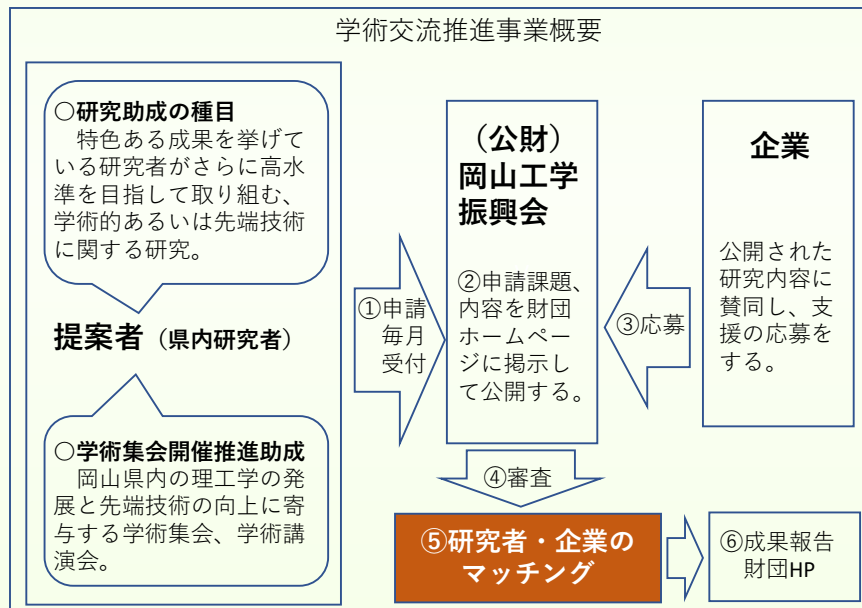 学術交流推進事業概要
○研究助成の種目
特色ある成果を挙げて
いる研究者がさらに高水
準を目指して取り組む、
学術的あるいは先端技術
に関する研究。
提案者（県内研究者）
○学術集会開催推進助成
岡山県内の理工学の発
展と先端技術の向上に寄
与する学術集会、学術講
演会。
①申請
毎月
受付
（公財）
岡山工学
振興会
②申請課題、
内容を財団
ホームペー
ジに掲示し
て公開する。
③応募
企業
公開された
研究内容に
賛同し、支
援の応募を
する。
④審査
⑤研究者・企業の
マッチング
⑥成果報告
財団HP